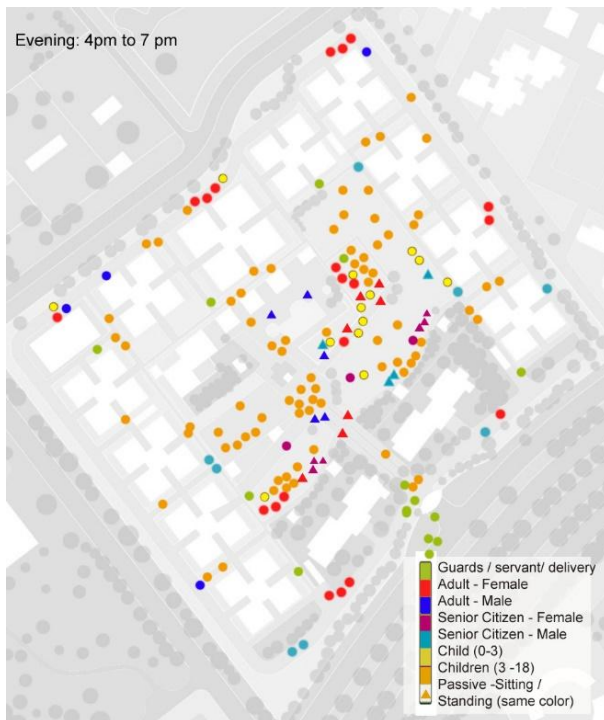 Evening: 4pm to 7 pm
Guards / servant/ delivery
Adult - Female
Adult - Male
Senior Citizen - Female
Senior Citizen - Male
Child (0-3)
Children (3 -18)
Passive -Sitting /
Standing (same color)